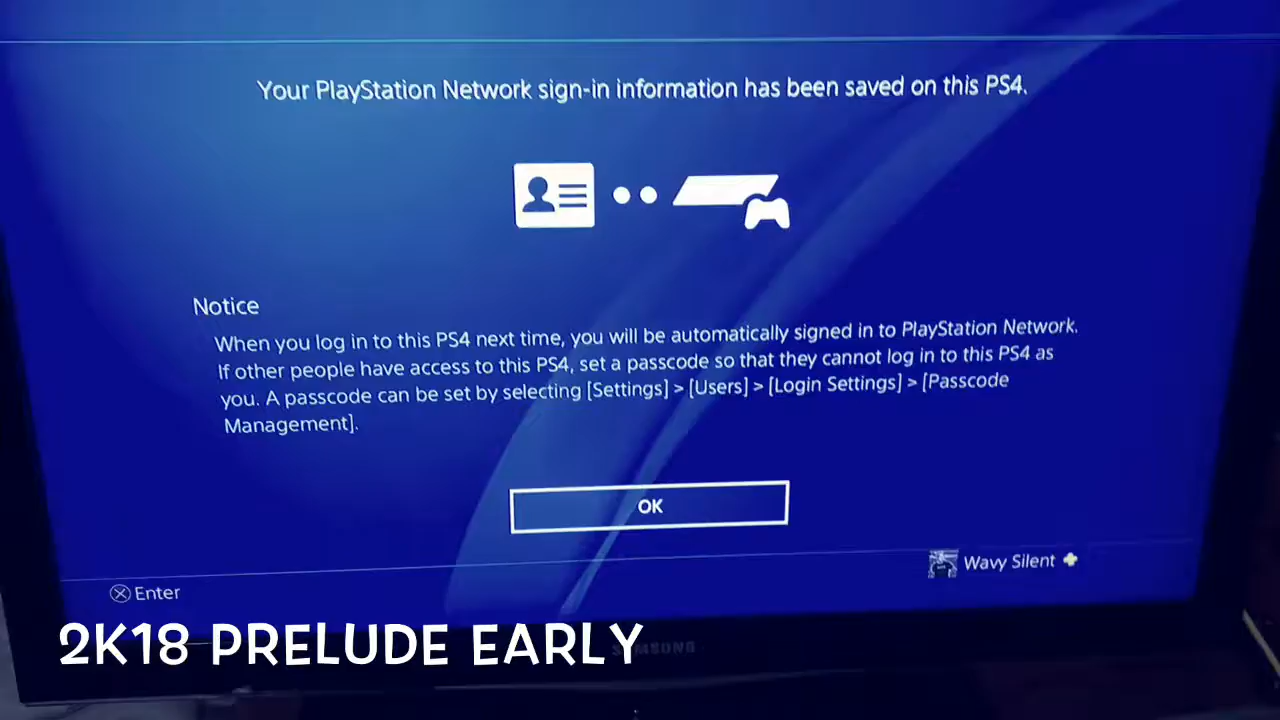 Your PlayStation Network sign-in information has been saved on this PS4.
Notice
When you log in to this PS4 next time, you will be automatically signed in to PlayStation Network.
If other people have access to this PS4, set a passcode so that they cannot log in to this PS4 as
you. A passcode can be set by selecting [Settings] > [Users] > [Login Settings] > [Passcode
Management].
OK
Wavy Silent
Enter
2K18 PRELUDE EARLY
SAMSUNG